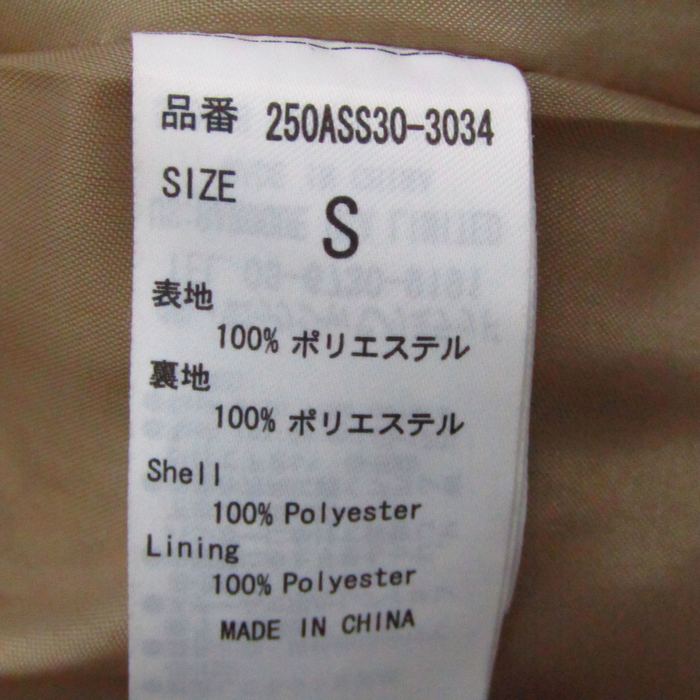 品番 250ASS30-3034
SIZE S
表地
100% ポリエステル
裏地
100% ポリエステル
Shell
100% Polyester
Lining
100% Polyester
MADE IN CHINA